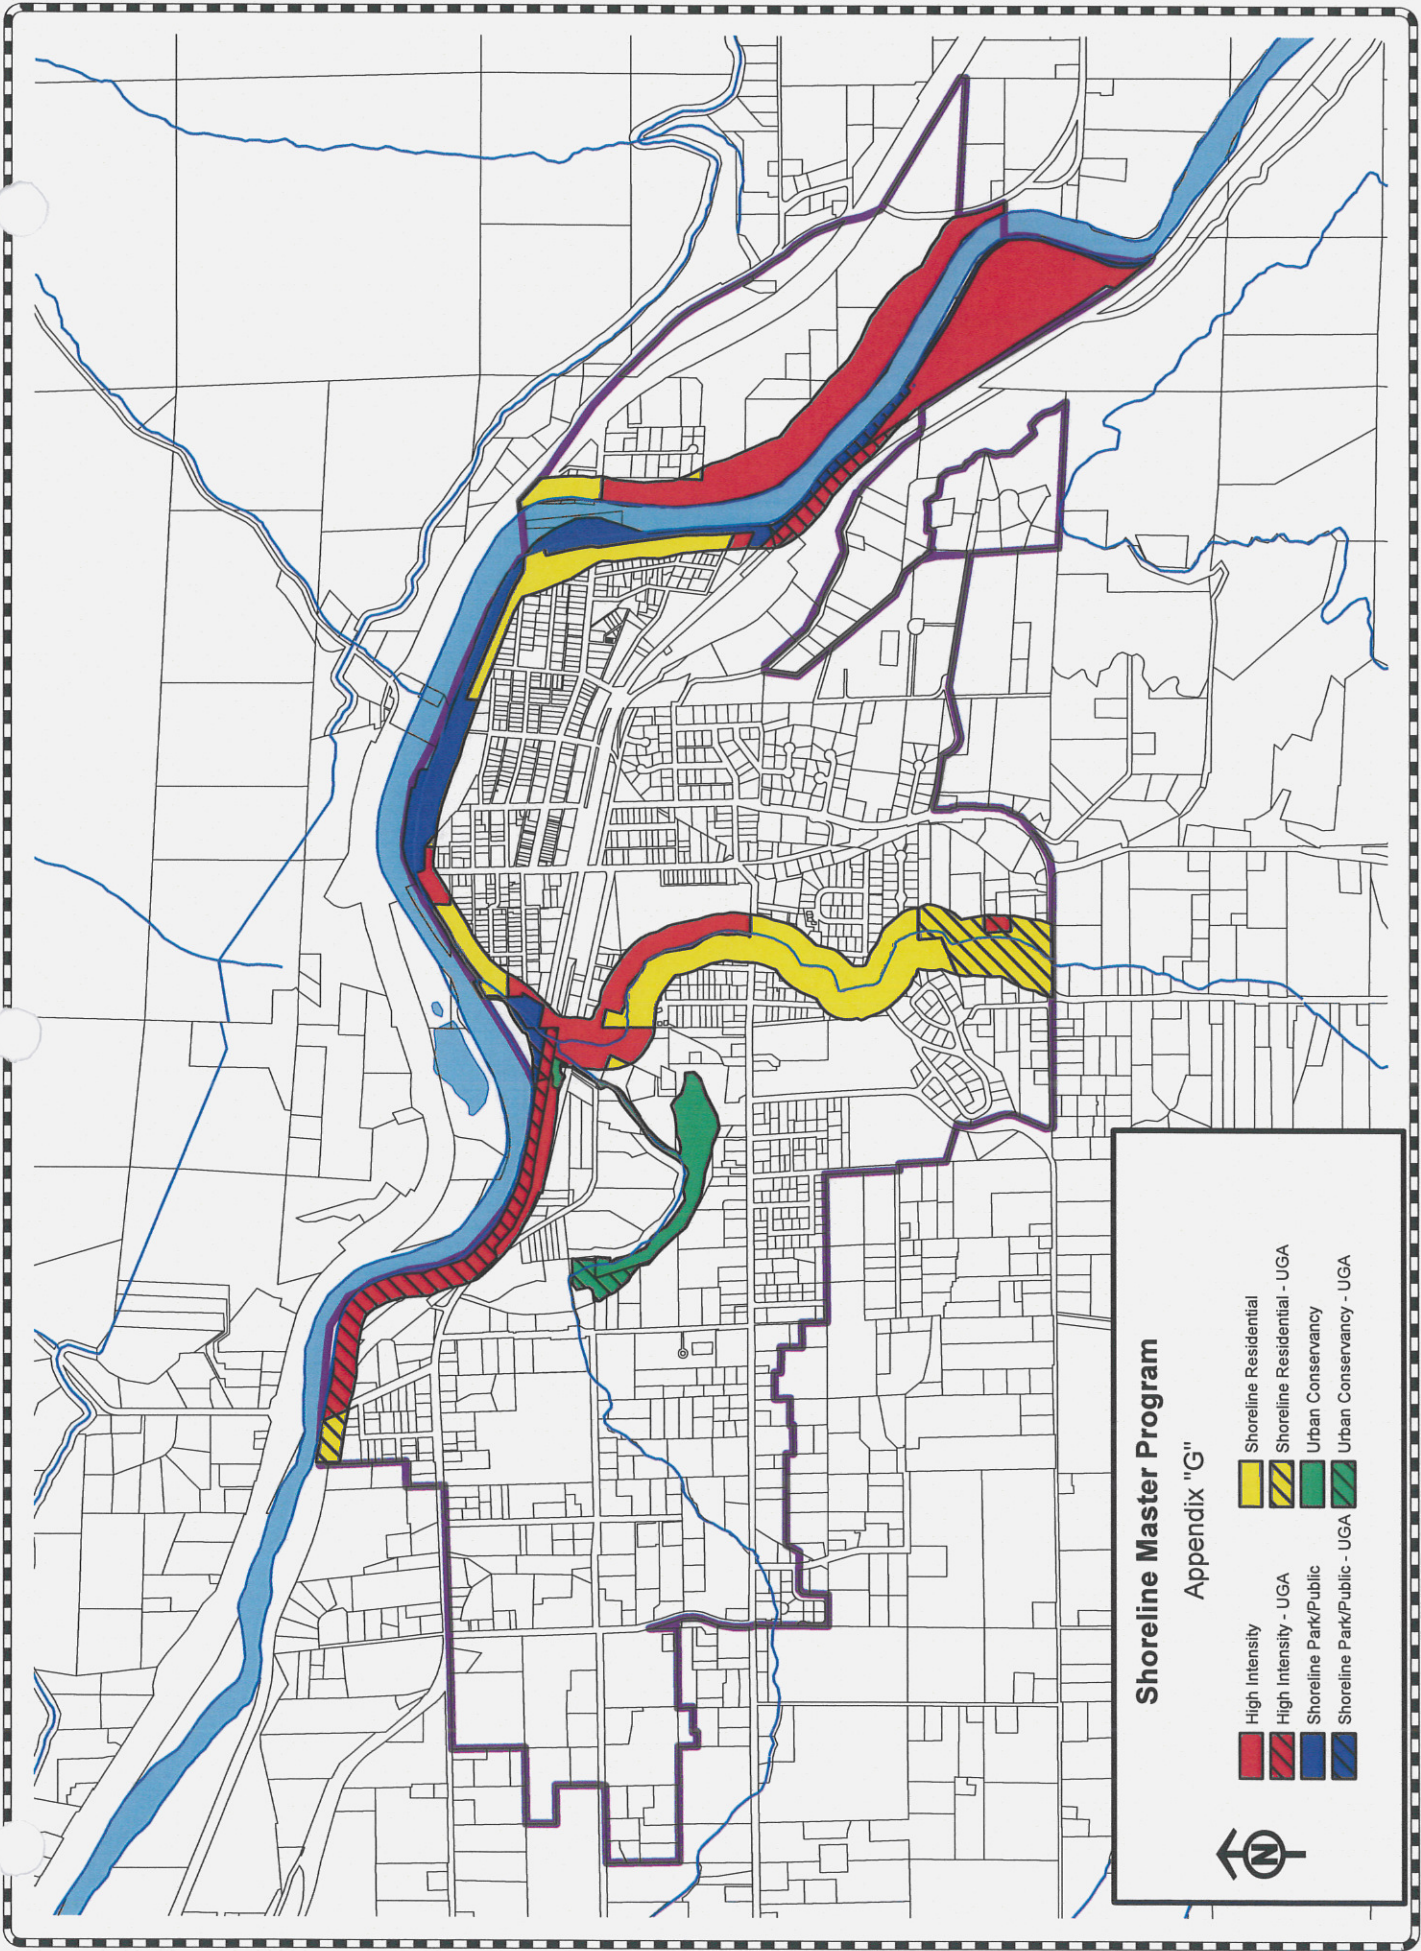 Shoreline Master Program
Appendix "G"
High Intensity
High Intensity - UGA
Shoreline Park/Public
Shoreline Park/Public - UGA
Shoreline Residential
Shoreline Residential - UGA
Urban Conservancy
Urban Conservancy - UGA
N